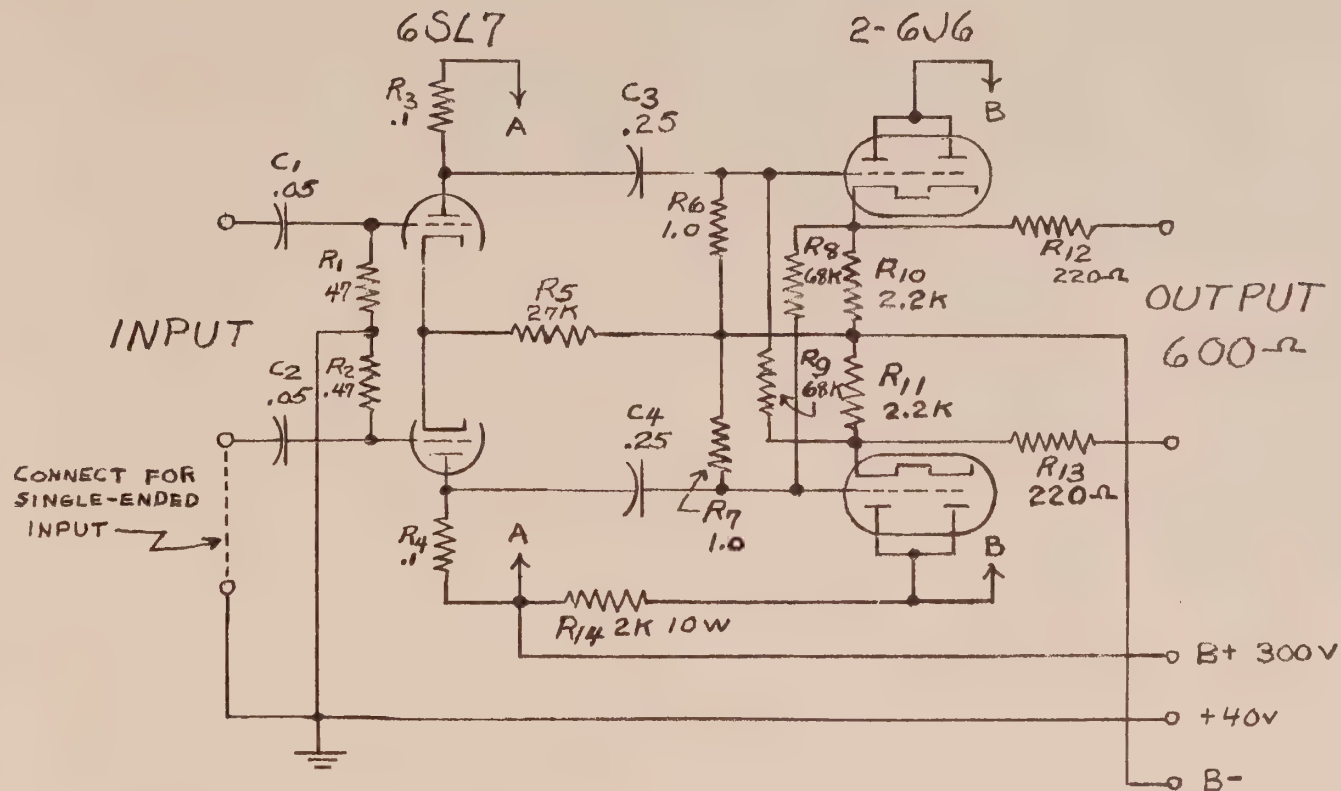 6SL7
2-6J6
R3
.1
A
C3
.25
B
C1
.05
R6
1.0
R1
47
R8
68K
R10
2.2K
R12
220Ω
R5
27K
INPUT
OUTPUT
600Ω
C2
.05
R2
.47
R9
68K
R11
2.2K
C4
.25
CONNECT FOR
SINGLE-ENDED
INPUT
R7
1.0
R13
220Ω
R4
.1
A
B
R14 2K 10W
B+ 300V
+40V
B-